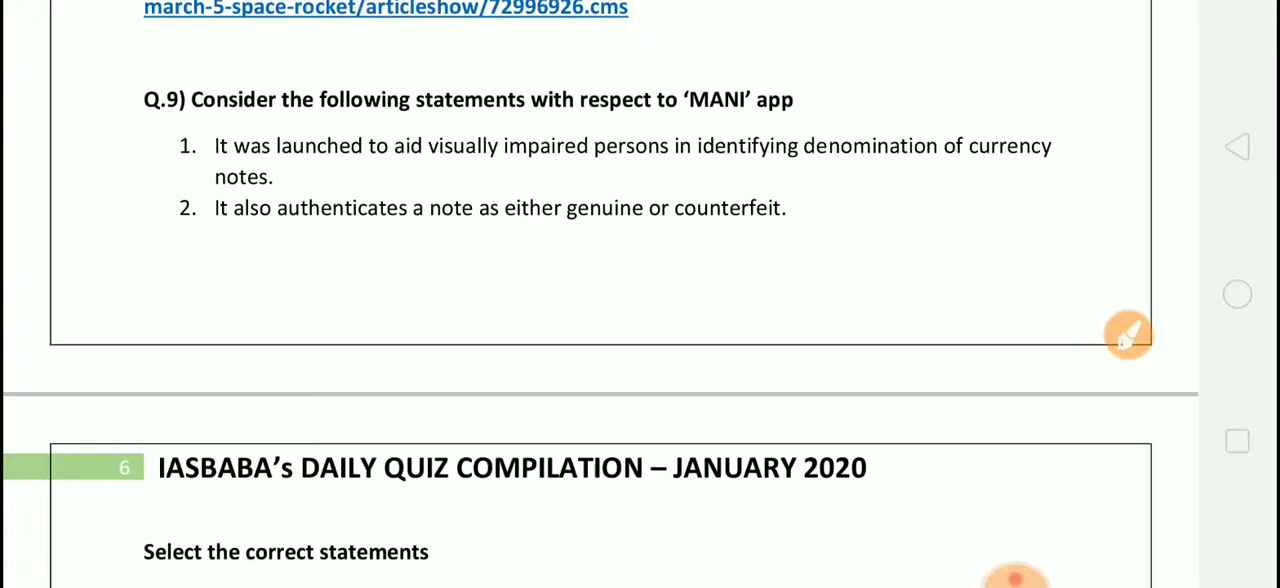 march-5-space-rocket/articleshow/72996926.cms
Q.9) Consider the following statements with respect to ‘MANI’ app
1. It was launched to aid visually impaired persons in identifying denomination of currency
notes.
2. It also authenticates a note as either genuine or counterfeit.
6 IASBABA’s DAILY QUIZ COMPILATION – JANUARY 2020
Select the correct statements